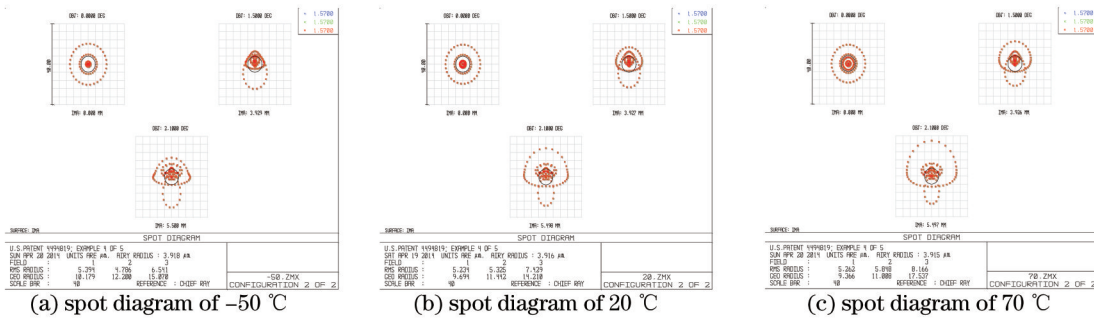 OBJ: 0.0000 DEG
OBJ: 1.5000 DEG
1.5700
1.5700
1.5700
40.00
IMA: 0.000 MM
IMA: 3.929 MM
OBJ: 2.1000 DEG
IMA: 5.500 MM
SURFACE: IMA
SPOT DIAGRAM
U.S.PATENT 4494819; EXAMPLE 4 OF 5
SUN APR 20 2014 UNITS ARE µm. AIRY RADIUS : 3.918 µm
FIELD : 1 2 3
RMS RADIUS : 5.394 4.786 6.541
GEO RADIUS : 10.179 12.280 15.070
SCALE BAR : 40 REFERENCE : CHIEF RAY
-50.ZMX
CONFIGURATION 2 OF 2
(a) spot diagram of –50 ℃
OBJ: 0.0000 DEG
OBJ: 1.5000 DEG
1.5700
1.5700
1.5700
40.00
IMA: 0.000 MM
IMA: 3.927 MM
OBJ: 2.1000 DEG
IMA: 5.498 MM
SURFACE: IMA
SPOT DIAGRAM
U.S.PATENT 4494819; EXAMPLE 4 OF 5
SAT APR 19 2014 UNITS ARE µm. AIRY RADIUS : 3.916 µm
FIELD : 1 2 3
RMS RADIUS : 5.234 5.325 7.429
GEO RADIUS : 9.694 11.442 14.210
SCALE BAR : 40 REFERENCE : CHIEF RAY
20.ZMX
CONFIGURATION 2 OF 2
(b) spot diagram of 20 ℃
OBJ: 0.0000 DEG
OBJ: 1.5000 DEG
1.5700
1.5700
1.5700
40.00
IMA: 0.000 MM
IMA: 3.926 MM
OBJ: 2.1000 DEG
IMA: 5.497 MM
SURFACE: IMA
SPOT DIAGRAM
U.S.PATENT 4494819; EXAMPLE 4 OF 5
SUN APR 20 2014 UNITS ARE µm. AIRY RADIUS : 3.915 µm
FIELD : 1 2 3
RMS RADIUS : 5.262 5.848 8.166
GEO RADIUS : 9.366 11.008 17.537
SCALE BAR : 40 REFERENCE : CHIEF RAY
70.ZMX
CONFIGURATION 2 OF 2
(c) spot diagram of 70 ℃